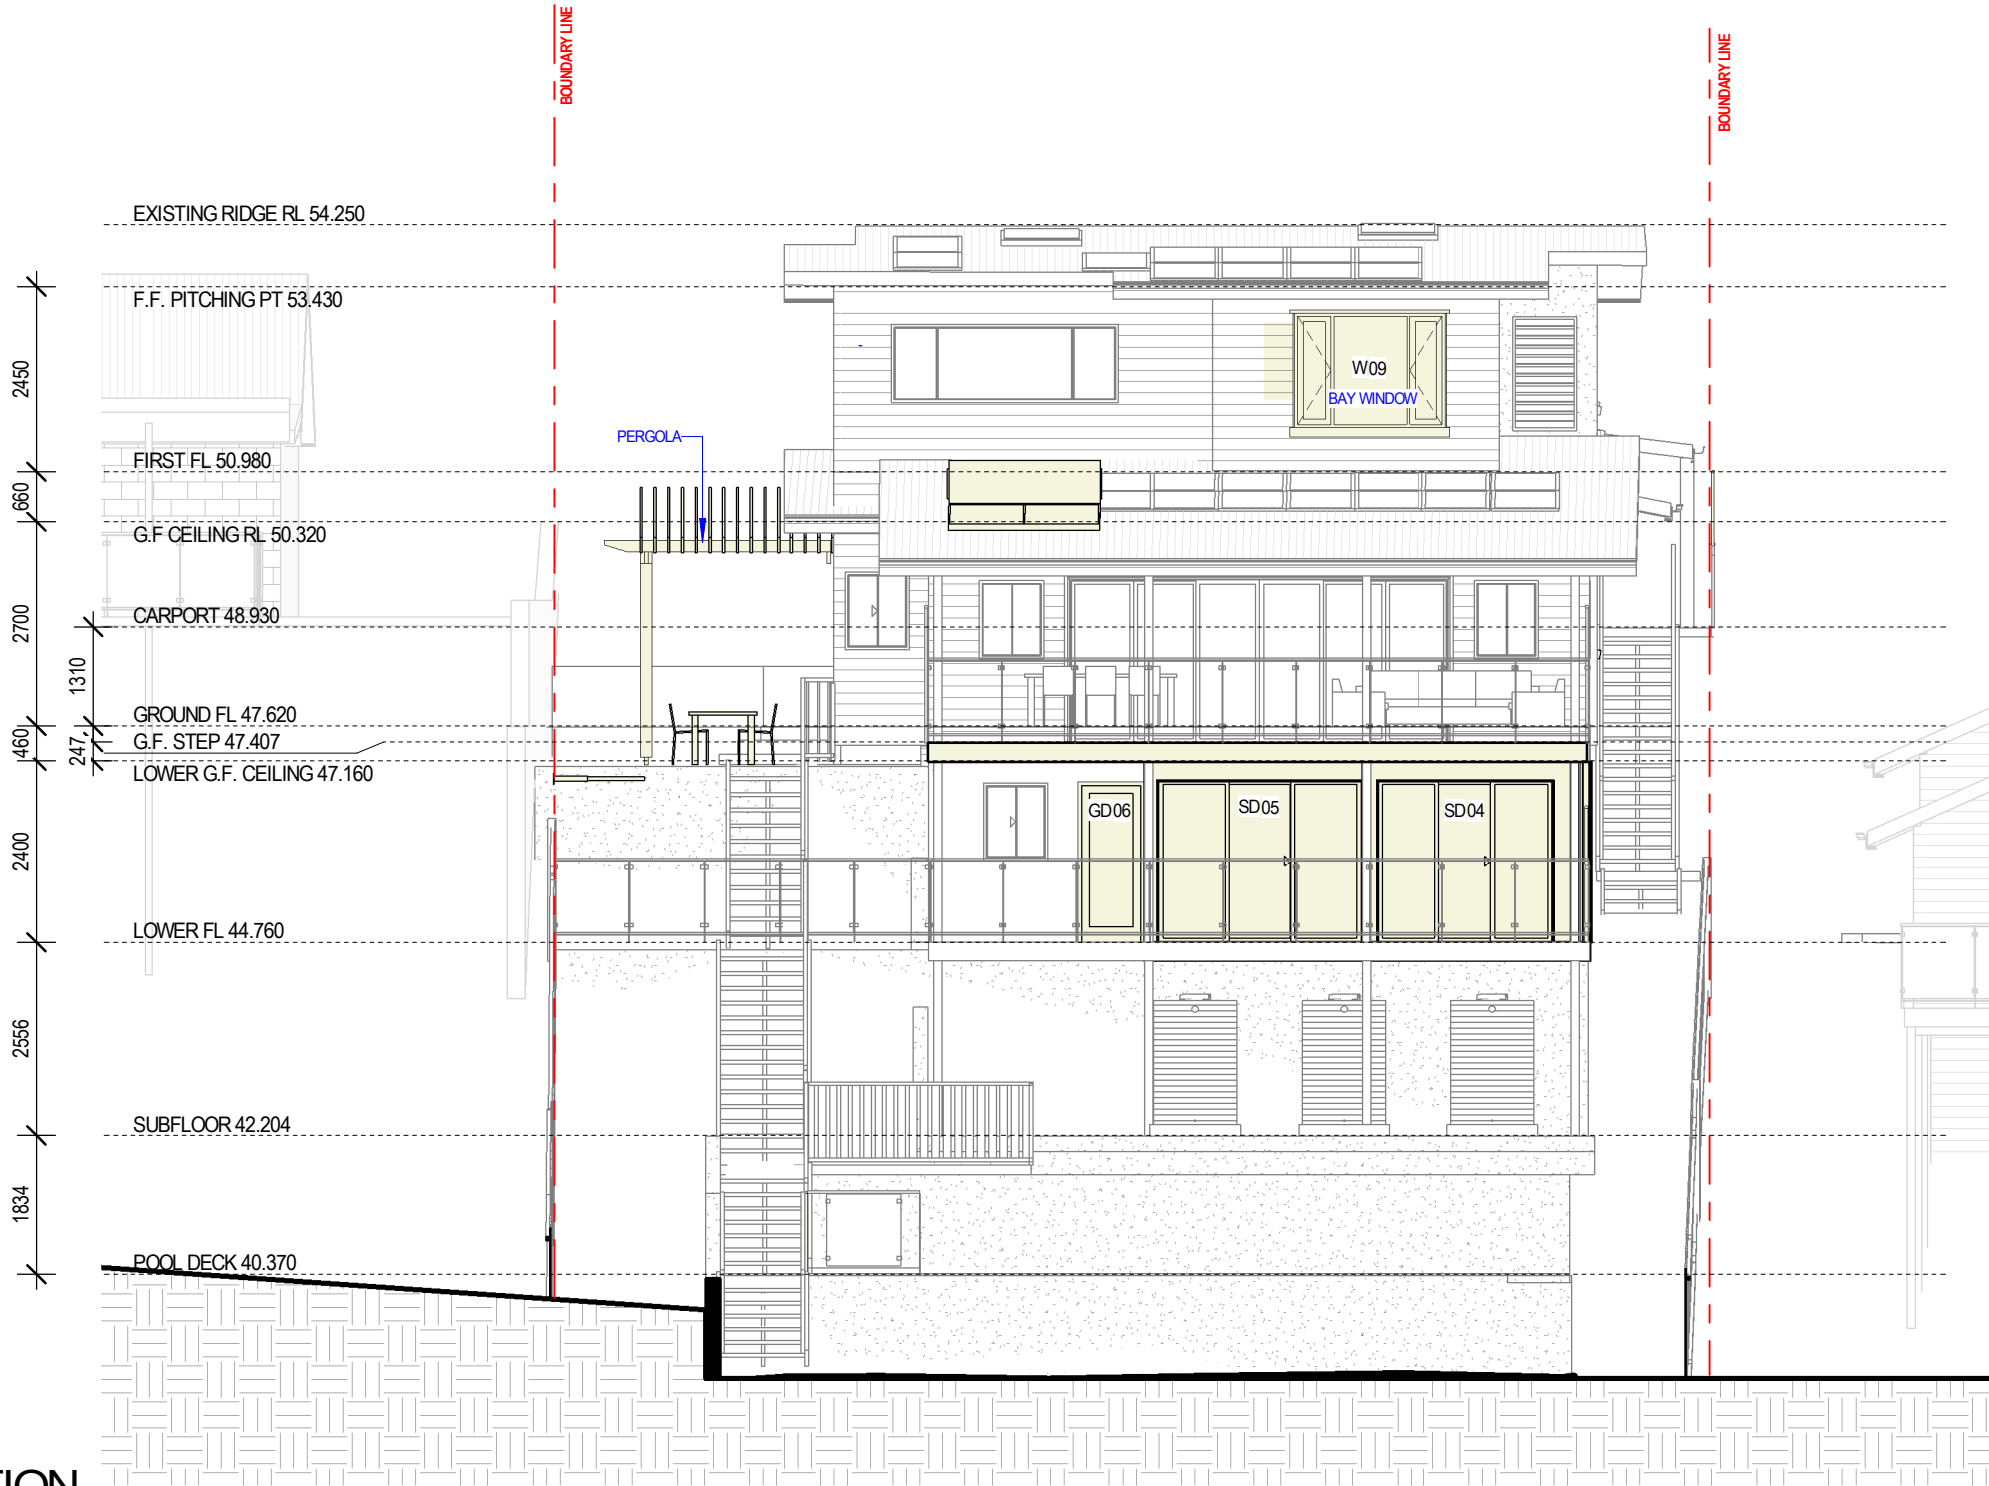 BOUNDARY LINE
BOUNDARY LINE
EXISTING RIDGE RL 54.250
F.F. PITCHING PT 53.430
2450
W09
BAY WINDOW
PERGOLA
FIRST FL 50.980
660
G.F CEILING RL 50.320
CARPORT 48.930
2700
1310
GROUND FL 47.620
G.F. STEP 47.407
460
247
LOWER G.F. CEILING 47.160
GD06
SD05
SD04
2400
LOWER FL 44.760
2556
SUBFLOOR 42.204
1834
POOL DECK 40.370
TION